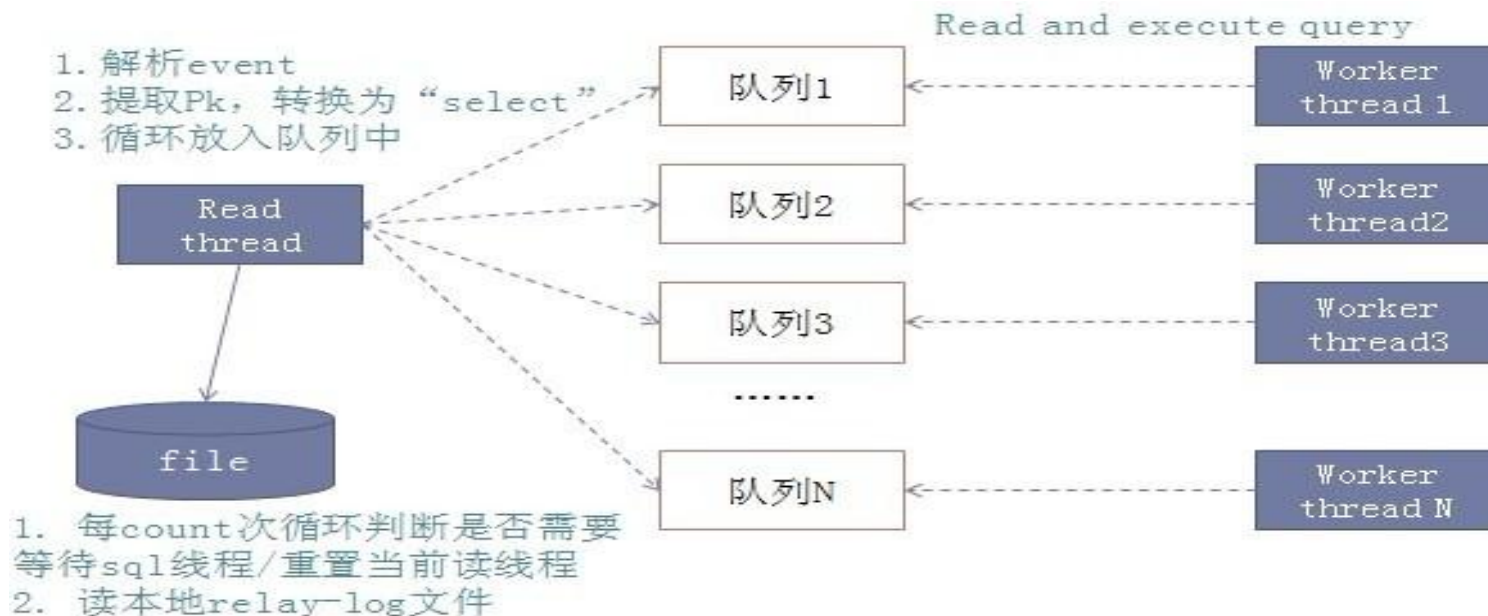 Read and execute query
1. 解析event
2. 提取Pk，转换为“select”
3. 循环放入队列中
Read
thread
file
1. 每count次循环判断是否需要
等待sql线程/重置当前读线程
2. 读本地relay-log文件
队列1
队列2
队列3
......
队列N
Worker
thread 1
Worker
thread2
Worker
thread3
Worker
thread N